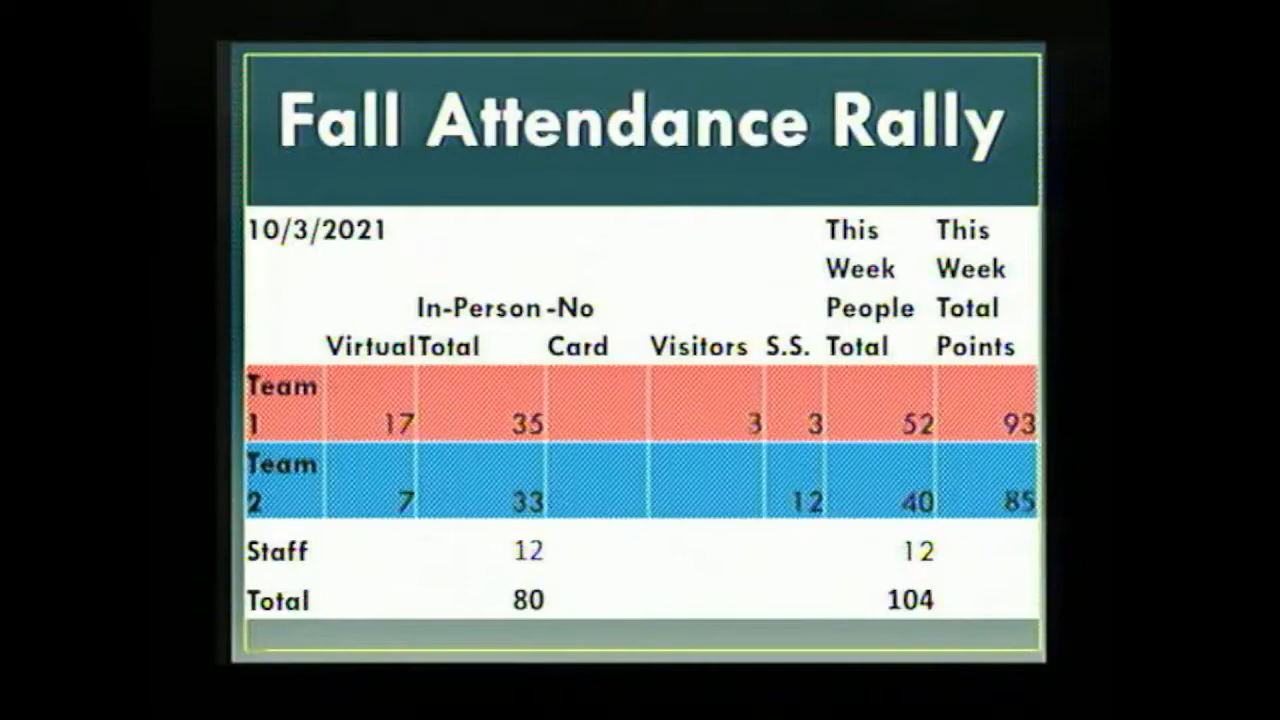 Fall Attendance Rally
10/3/2021 This This
Week Week
In-Person -No People Total
Virtual Total Card Visitors S.S. Total Points
Team
1 17 35 3 3 52 93
Team
2 7 33 12 40 85
Staff 12 12
Total 80 104